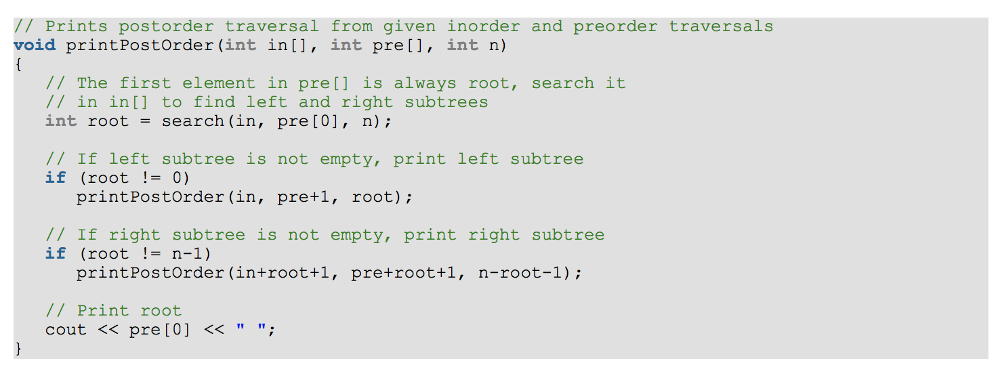 // Prints postorder traversal from given inorder and preorder traversals
void printPostOrder(int in[], int pre[], int n)
{
   // The first element in pre[] is always root, search it
   // in in[] to find left and right subtrees
   int root = search(in, pre[0], n);

   // If left subtree is not empty, print left subtree
   if (root != 0)
      printPostOrder(in, pre+1, root);

   // If right subtree is not empty, print right subtree
   if (root != n-1)
      printPostOrder(in+root+1, pre+root+1, n-root-1);

   // Print root
   cout << pre[0] << " ";
}